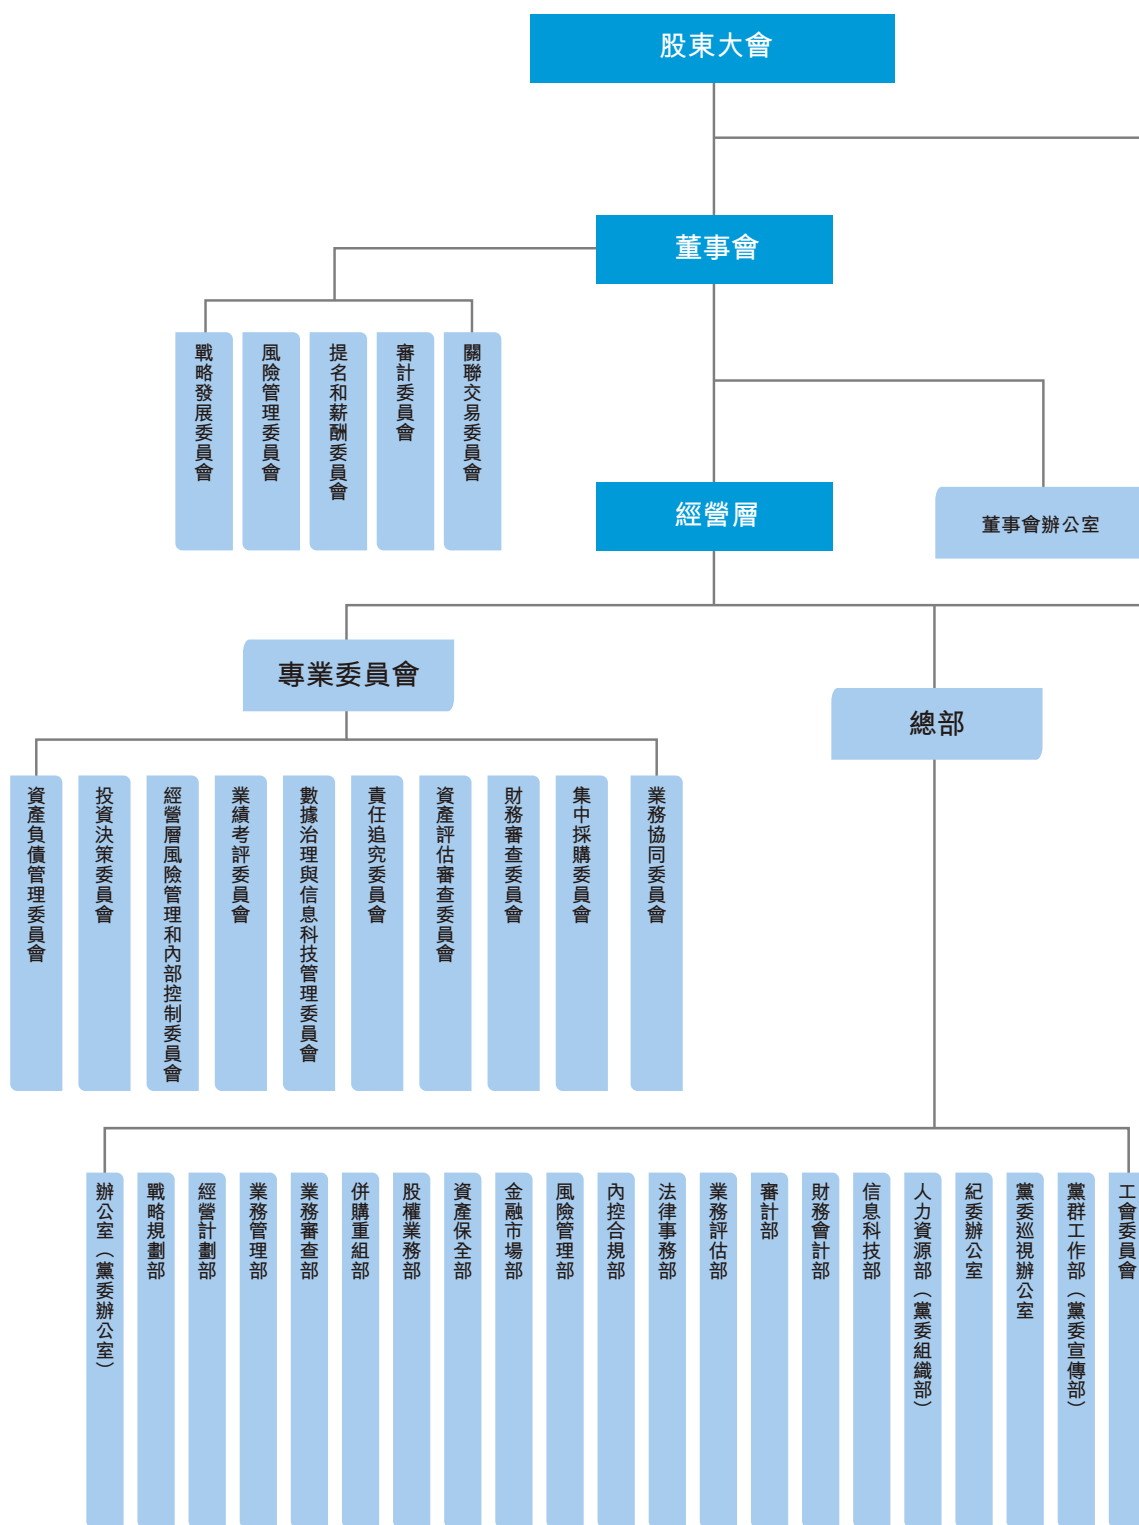 股東大會
董事會
戰略發展委員會
風險管理委員會
提名和薪酬委員會
審計委員會
關聯交易委員會
經營層
董事會辦公室
專業委員會
總部
資產負債管理委員會
投資決策委員會
經營層風險管理和內部控制委員會
業績考評委員會
數據治理與信息科技管理委員會
責任追究委員會
資產評估審查委員會
財務審查委員會
集中採購委員會
業務協同委員會
辦公室（黨委辦公室）
戰略規劃部
經營計劃部
業務管理部
業務審查部
併購重組部
股權業務部
資產保全部
金融市場部
風險管理部
內控合規部
法律事務部
業務評估部
審計部
財務會計部
信息科技部
人力資源部（黨委組織部）
紀委辦公室
黨委巡視辦公室
黨群工作部（黨委宣傳部）
工會委員會